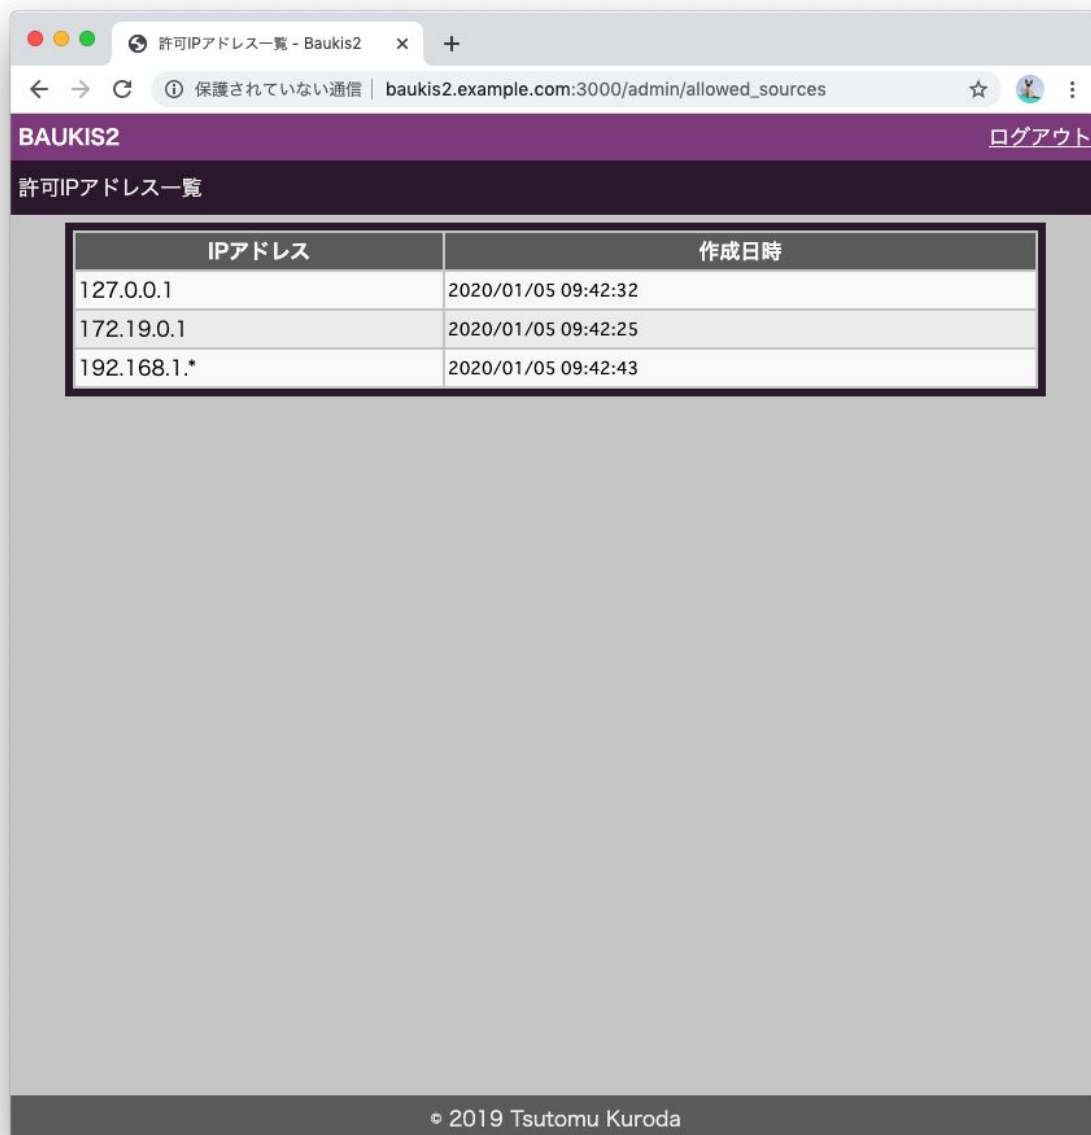 許可IPアドレス一覧 - Baukis2
保護されていない通信 baukis2.example.com:3000/admin/allowed_sources
BAUKIS2 ログアウト
許可IPアドレス一覧
IPアドレス 作成日時
127.0.0.1 2020/01/05 09:42:32
172.19.0.1 2020/01/05 09:42:25
192.168.1.* 2020/01/05 09:42:43
© 2019 Tsutomu Kuroda